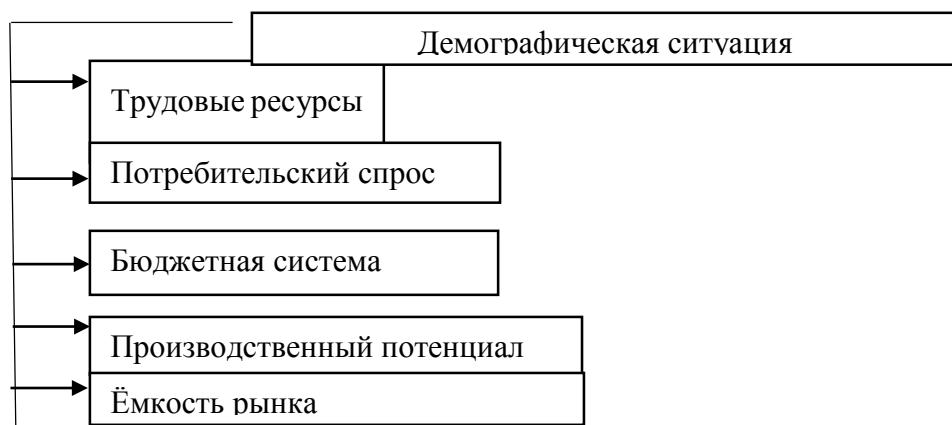 Демографическая ситуация
Трудовые ресурсы
Потребительский спрос
Бюджетная система
Производственный потенциал
Ёмкость рынка